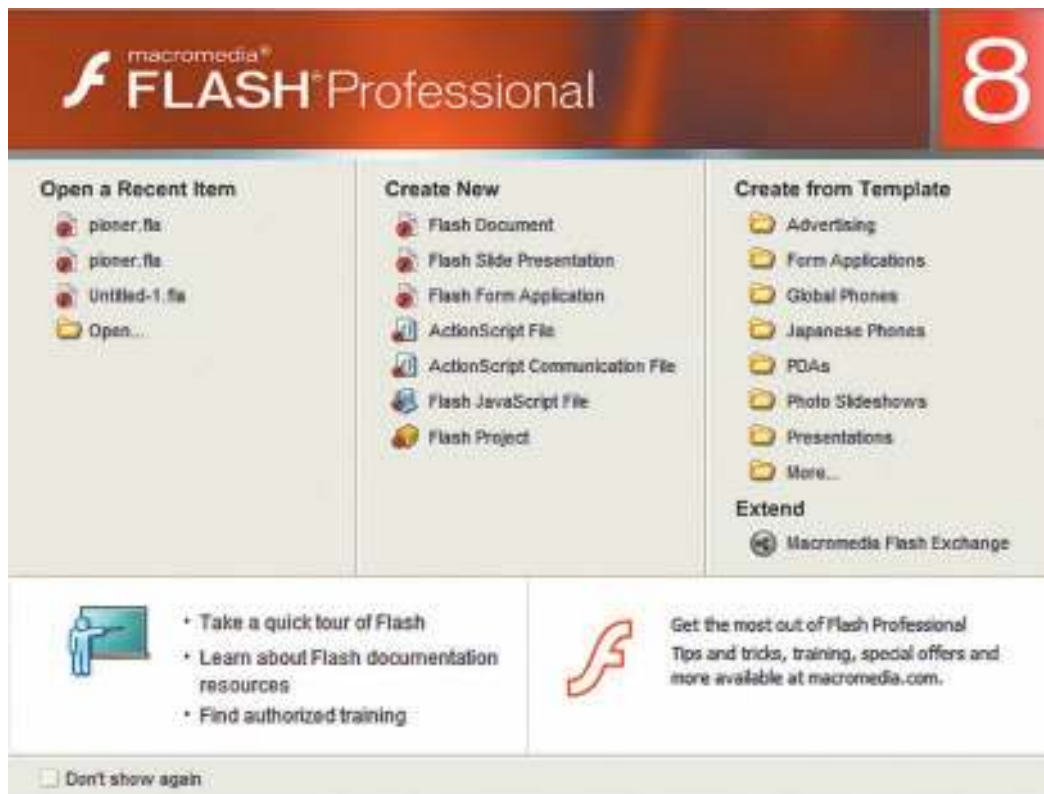 macromedia®
FLASH® Professional
8
Open a Recent Item
pioner.fla
pioner.fla
Untitled-1.fla
Open...
Create New
Flash Document
Flash Slide Presentation
Flash Form Application
ActionScript File
ActionScript Communication File
Flash JavaScript File
Flash Project
Create from Template
Advertising
Form Applications
Global Phones
Japanese Phones
PDAs
Photo Slideshows
Presentations
More...
Extend
Macromedia Flash Exchange
• Take a quick tour of Flash
• Learn about Flash documentation
resources
• Find authorized training
Get the most out of Flash Professional
Tips and tricks, training, special offers and
more available at macromedia.com.
Don't show again